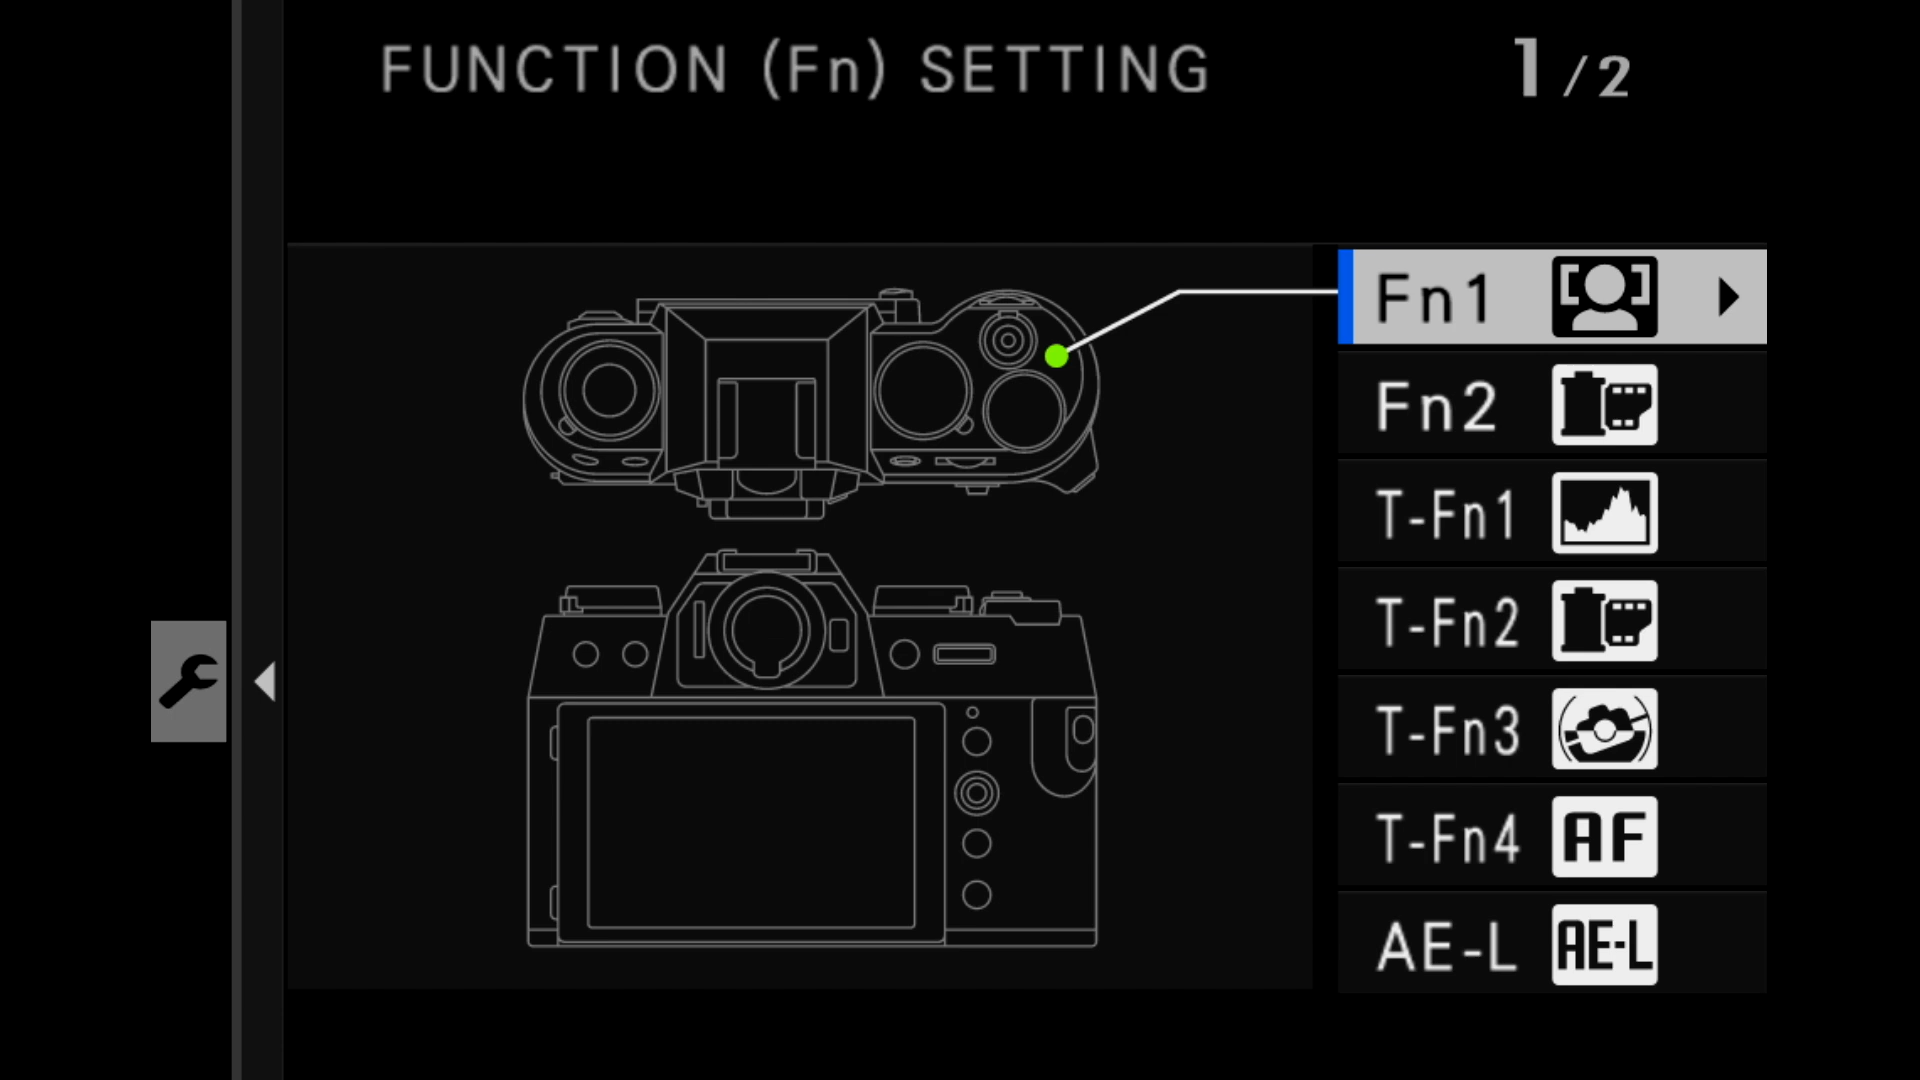 FUNCTION (Fn) SETTING 1/2
Fn1
Fn2
T-Fn1
T-Fn2
T-Fn3
T-Fn4 AF
AE-L AE-L